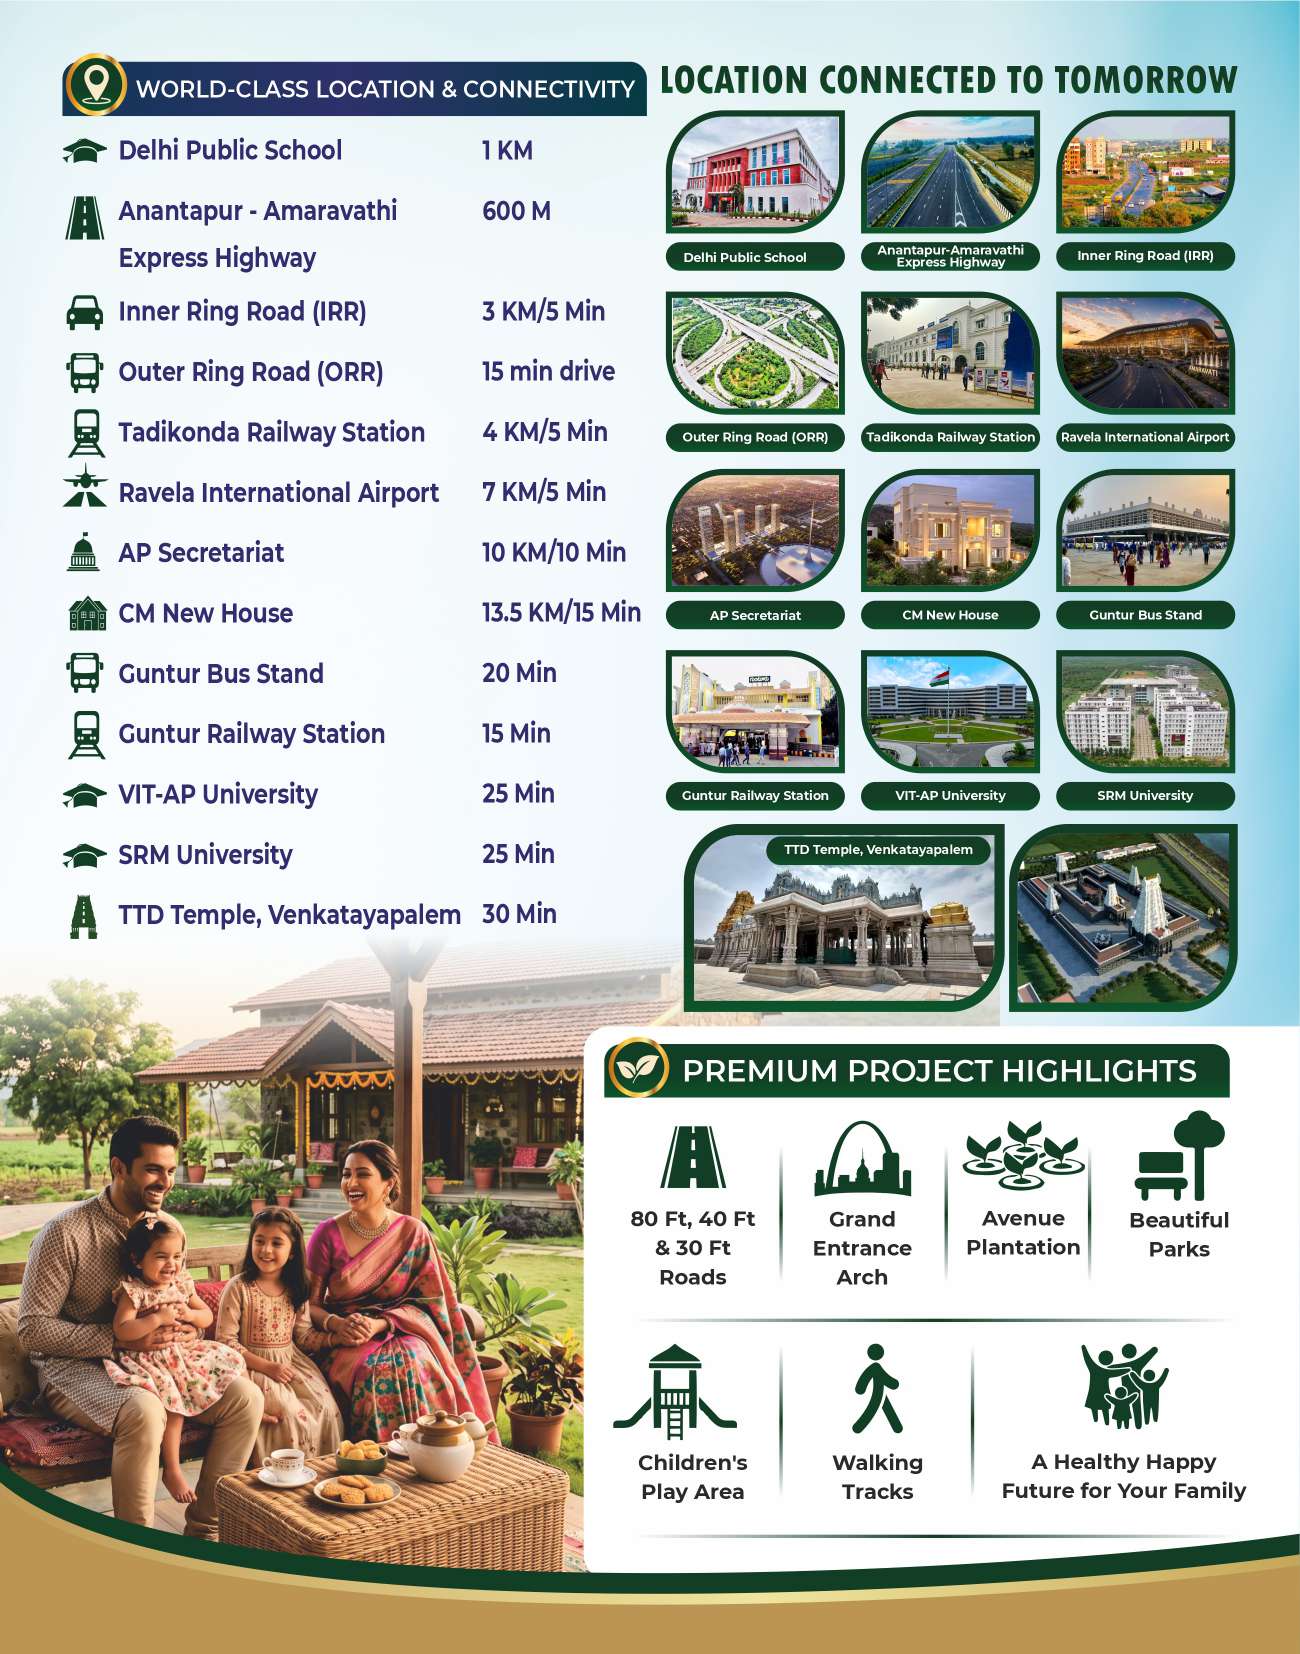 WORLD-CLASS LOCATION & CONNECTIVITY
Delhi Public School 1 KM
Anantapur - Amaravathi 600 M
Express Highway
Inner Ring Road (IRR) 3 KM/5 Min
Outer Ring Road (ORR) 15 min drive
Tadikonda Railway Station 4 KM/5 Min
Ravela International Airport 7 KM/5 Min
AP Secretariat 10 KM/10 Min
CM New House 13.5 KM/15 Min
Guntur Bus Stand 20 Min
Guntur Railway Station 15 Min
VIT-AP University 25 Min
SRM University 25 Min
TTD Temple, Venkatayapalem 30 Min
LOCATION CONNECTED TO TOMORROW
Delhi Public School
Anantapur-Amaravathi
Express Highway
Inner Ring Road (IRR)
Outer Ring Road (ORR)
Tadikonda Railway Station
Ravela International Airport
AP Secretariat
CM New House
Guntur Bus Stand
Guntur Railway Station
VIT-AP University
SRM University
TTD Temple, Venkatayapalem
PREMIUM PROJECT HIGHLIGHTS
80 Ft, 40 Ft
& 30 Ft
Roads
Grand
Entrance
Arch
Avenue
Plantation
Beautiful
Parks
Children's
Play Area
Walking
Tracks
A Healthy Happy
Future for Your Family